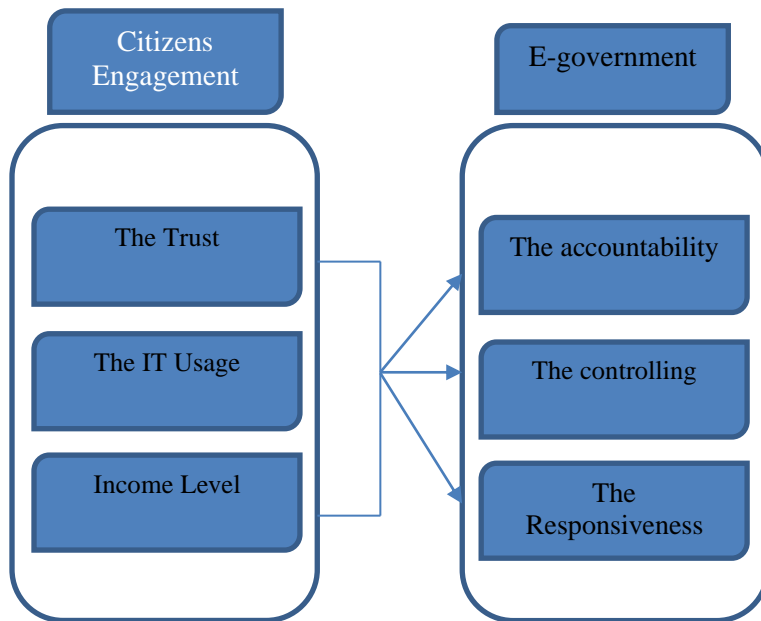 Citizens
Engagement
The Trust
The IT Usage
Income Level
E-government
The accountability
The controlling
The
Responsiveness